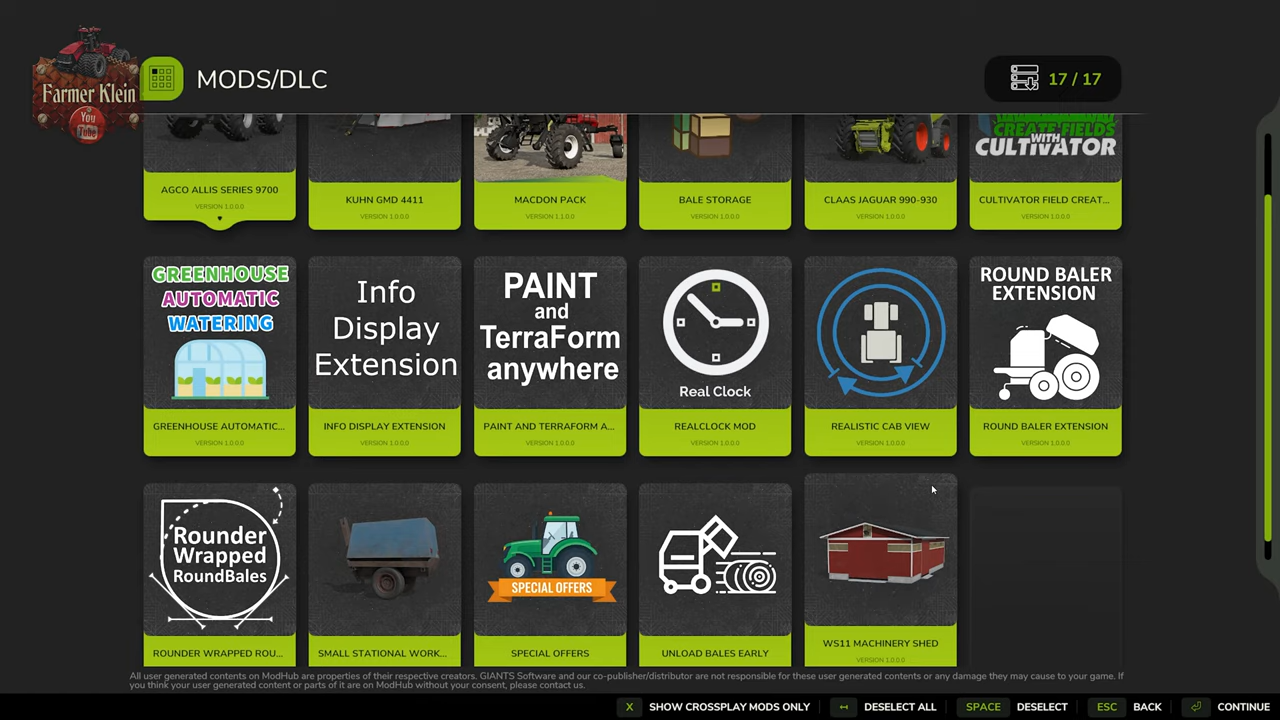 Farmer Klein
You
Tube
MODS/DLC
17 / 17
CREATE FIELDS
WITH
CULTIVATOR
AGCO ALLIS SERIES 9700
VERSION 1.0.0.0
KUHN GMD 4411
VERSION 1.0.0.0
MACDON PACK
VERSION 1.1.0.0
BALE STORAGE
VERSION 1.0.0.0
CLAAS JAGUAR 990-930
VERSION 1.0.0.0
CULTIVATOR FIELD CREAT...
VERSION 1.0.0.0
GREENHOUSE
AUTOMATIC
WATERING
Info
Display
Extension
PAINT
and
TerraForm
anywhere
Real Clock
ROUND BALER
EXTENSION
GREENHOUSE AUTOMATIC...
VERSION 1.0.0.0
INFO DISPLAY EXTENSION
VERSION 1.0.0.0
PAINT AND TERRAFORM A...
VERSION 1.0.0.0
REALCLOCK MOD
VERSION 1.0.0.0
REALISTIC CAB VIEW
VERSION 1.0.0.0
ROUND BALER EXTENSION
VERSION 1.0.0.0
Rounder
Wrapped
RoundBales
SPECIAL OFFERS
ROUNDER WRAPPED ROU...
SMALL STATIONAL WORK...
SPECIAL OFFERS
UNLOAD BALES EARLY
WS11 MACHINERY SHED
VERSION 1.0.0.0
All user generated contents on ModHub are properties of their respective creators. GIANTS Software and our co-publisher/distributor are not responsible for these user generated contents or any damage they may cause to your game. If
you think your user generated content or parts of it are on ModHub without your consent, please contact us.
X SHOW CROSSPLAY MODS ONLY
DESELECT ALL
SPACE DESELECT
ESC BACK
CONTINUE